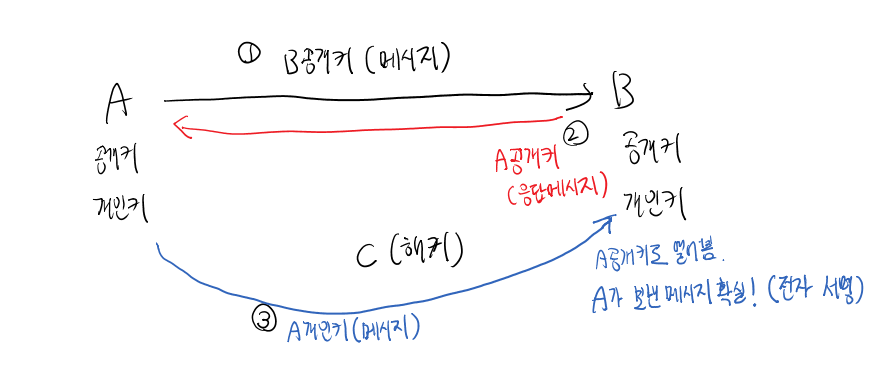 ①
B공개키 (메시지)
A
B
공개키
개인키
②
A공개키
(응답메시지)
공개키
개인키
C (해커)
③
A개인키(메시지)
A공개키로 열어봄.
A가 보낸 메시지 확실! (전자 서명)